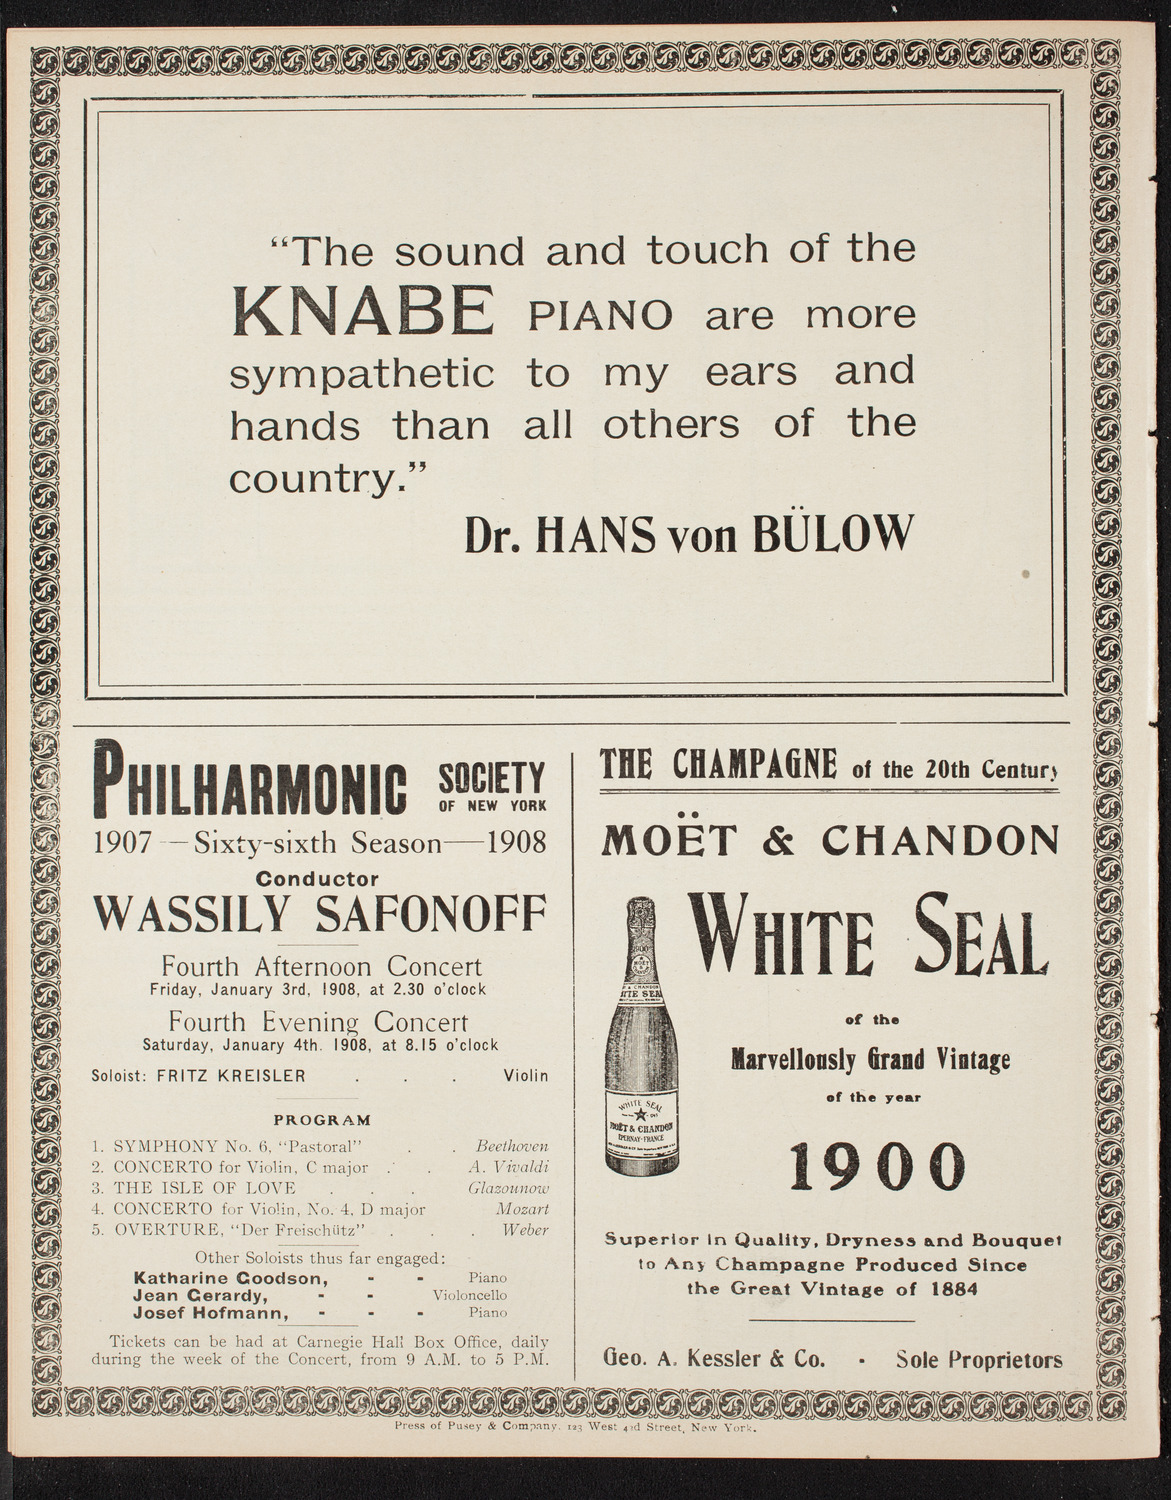 “The sound and touch of the
KNABE PIANO are more
sympathetic to my ears and
hands than all others of the
country.”
Dr. HANS von BÜLOW
PHILHARMONIC SOCIETY
OF NEW YORK
1907 — Sixty-sixth Season — 1908
Conductor
WASSILY SAFONOFF
Fourth Afternoon Concert
Friday, January 3rd, 1908, at 2.30 o'clock
Fourth Evening Concert
Saturday, January 4th. 1908, at 8.15 o'clock
Soloist: FRITZ KREISLER . . . Violin
PROGRAM
1. SYMPHONY No. 6, “Pastoral” . . Beethoven
2. CONCERTO for Violin, C major . . A. Vivaldi
3. THE ISLE OF LOVE . . . Glazounow
4. CONCERTO for Violin, No. 4, D major Mozart
5. OVERTURE, “Der Freischütz” . . . Weber
Other Soloists thus far engaged:
Katharine Goodson, - - Piano
Jean Gerardy, - - Violoncello
Josef Hofmann, - - - Piano
Tickets can be had at Carnegie Hall Box Office, daily
during the week of the Concert, from 9 A.M. to 5 P.M.
THE CHAMPAGNE of the 20th Century
MOËT & CHANDON
WHITE SEAL
WHITE SEAL
MOËT & CHANDON
EPERNAY-FRANCE
of the
Marvellously Grand Vintage
of the year
1900
Superior in Quality, Dryness and Bouquet
to Any Champagne Produced Since
the Great Vintage of 1884
Geo. A. Kessler & Co. - Sole Proprietors
Press of Pusey & Company, 123 West 43d Street, New York.